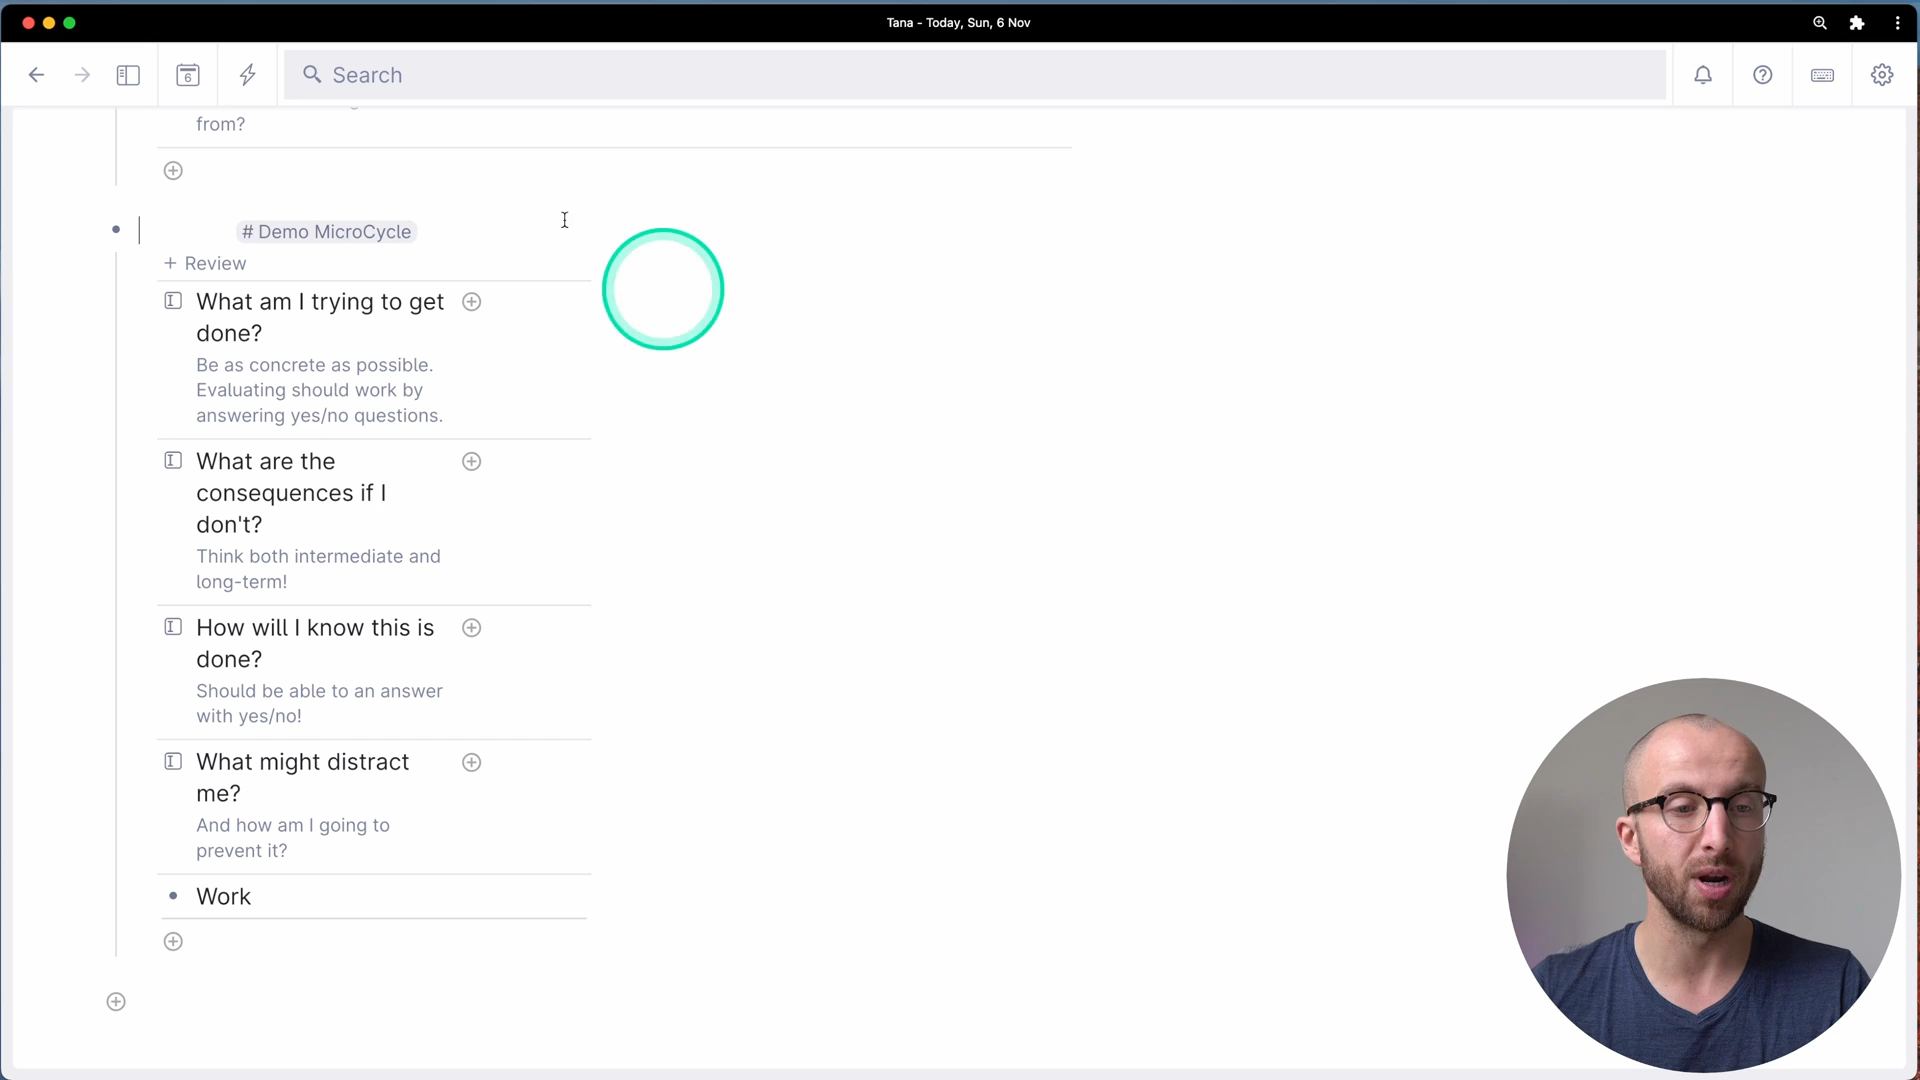 Tana - Today, Sun, 6 Nov
6
Search
from?
# Demo MicroCycle
+ Review
What am I trying to get
done?
Be as concrete as possible.
Evaluating should work by
answering yes/no questions.
What are the
consequences if I
don't?
Think both intermediate and
long-term!
How will I know this is
done?
Should be able to an answer
with yes/no!
What might distract
me?
And how am I going to
prevent it?
Work